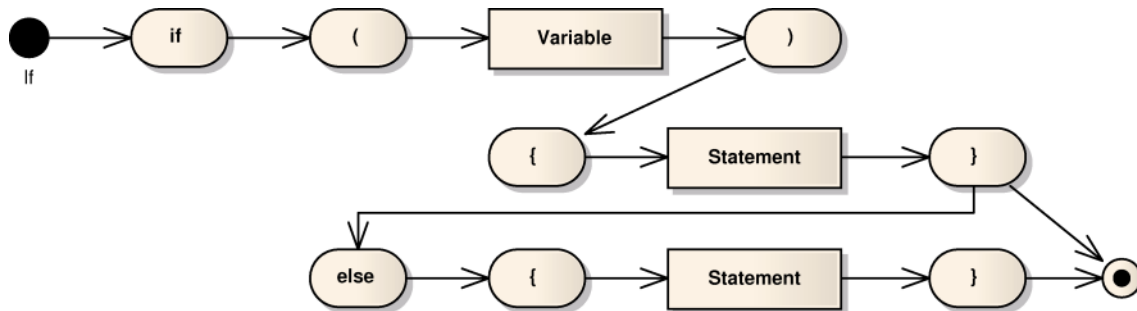 if ( Variable )
If
{ Statement }
else { Statement }